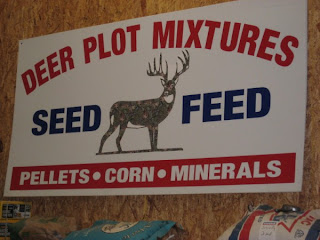 DEER PLOT MIXTURES
SEED FEED
PELLETS • CORN • MINERALS